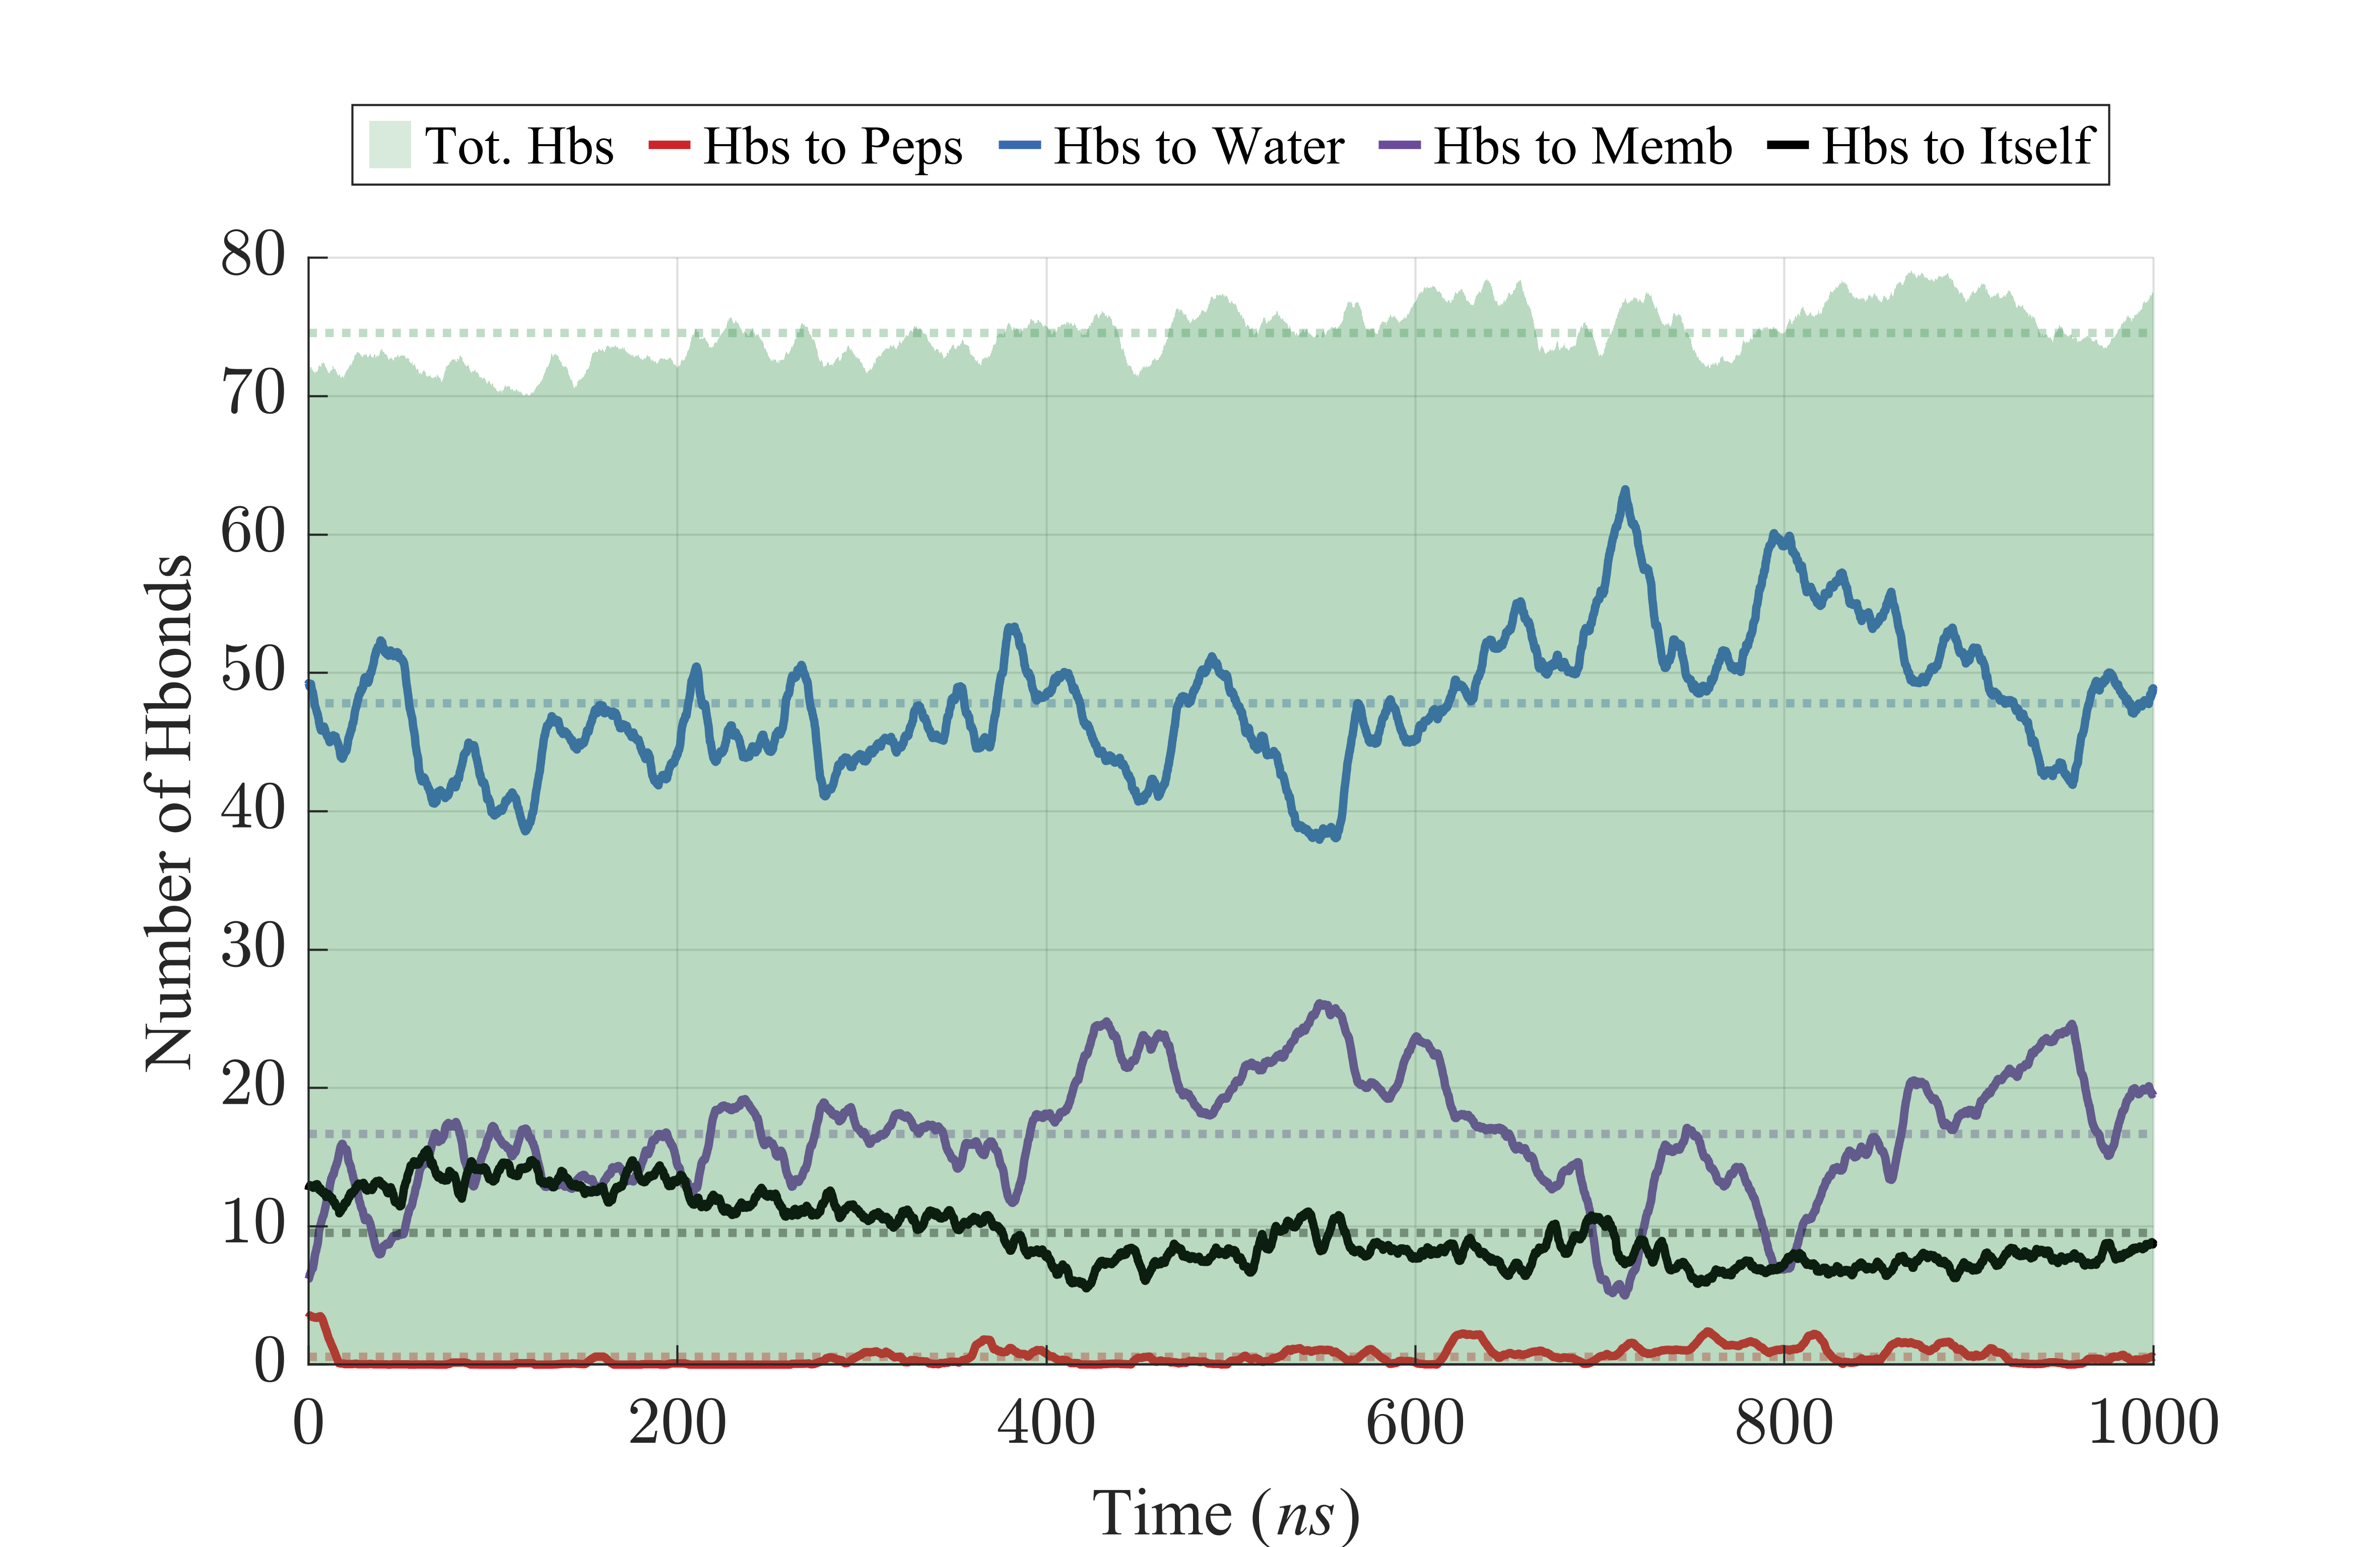 Tot. Hbs Hbs to Peps Hbs to Water Hbs to Memb Hbs to Itself
80
70
60
50
40
30
20
10
0
Number of Hbonds
0 200 400 600 800 1000
Time (ns)